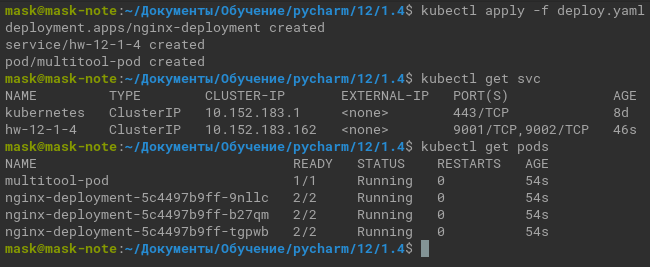 mask@mask-note:~/Документы/Обучение/pycharm/12/1.4$ kubectl apply -f deploy.yaml
deployment.apps/nginx-deployment created
service/hw-12-1-4 created
pod/multitool-pod created
mask@mask-note:~/Документы/Обучение/pycharm/12/1.4$ kubectl get svc
NAME TYPE CLUSTER-IP EXTERNAL-IP PORT(S) AGE
kubernetes ClusterIP 10.152.183.1 <none> 443/TCP 8d
hw-12-1-4 ClusterIP 10.152.183.162 <none> 9001/TCP,9002/TCP 46s
mask@mask-note:~/Документы/Обучение/pycharm/12/1.4$ kubectl get pods
NAME READY STATUS RESTARTS AGE
multitool-pod 1/1 Running 0 54s
nginx-deployment-5c4497b9ff-9nllc 2/2 Running 0 54s
nginx-deployment-5c4497b9ff-b27qm 2/2 Running 0 54s
nginx-deployment-5c4497b9ff-tgpwb 2/2 Running 0 54s
mask@mask-note:~/Документы/Обучение/pycharm/12/1.4$